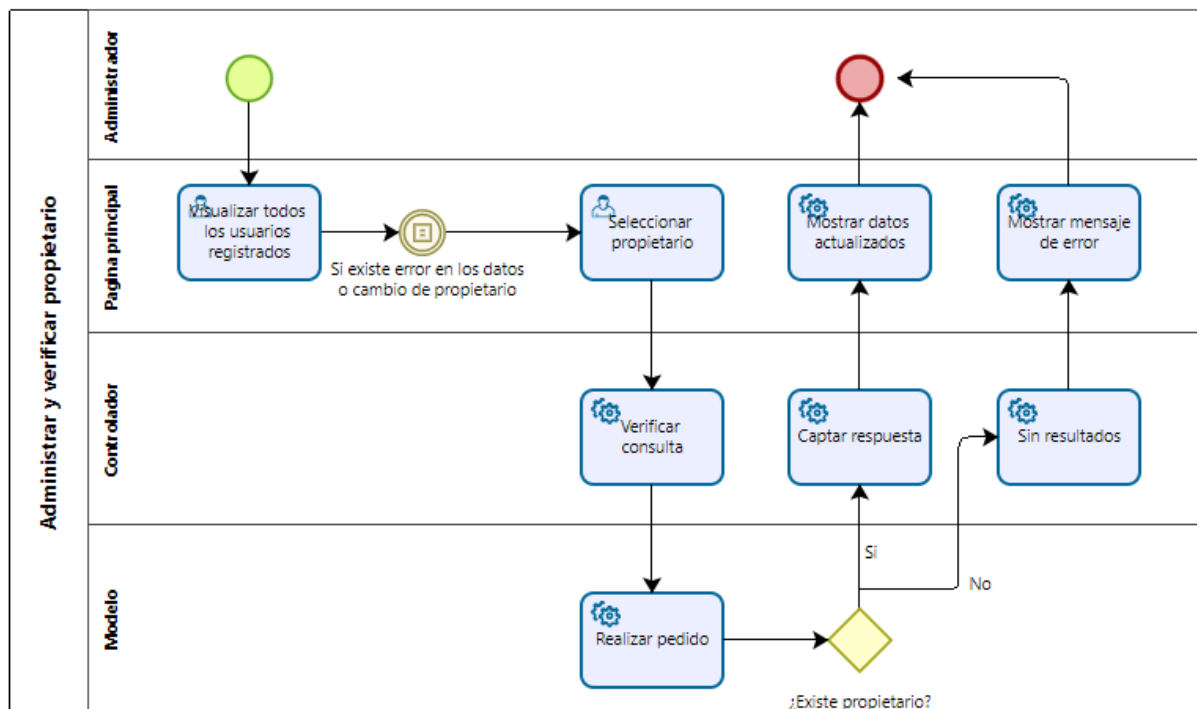 Administrar y verificar propietario
Administrador
Pagina principal
Visualizar todos
los usuarios
registrados
Si existe error en los datos
o cambio de propietario
Seleccionar
propietario
Mostrar datos
actualizados
Mostrar mensaje
de error
Controlador
Verificar
consulta
Captar respuesta
Sin resultados
Modelo
Si
No
Realizar pedido
¿Existe propietario?